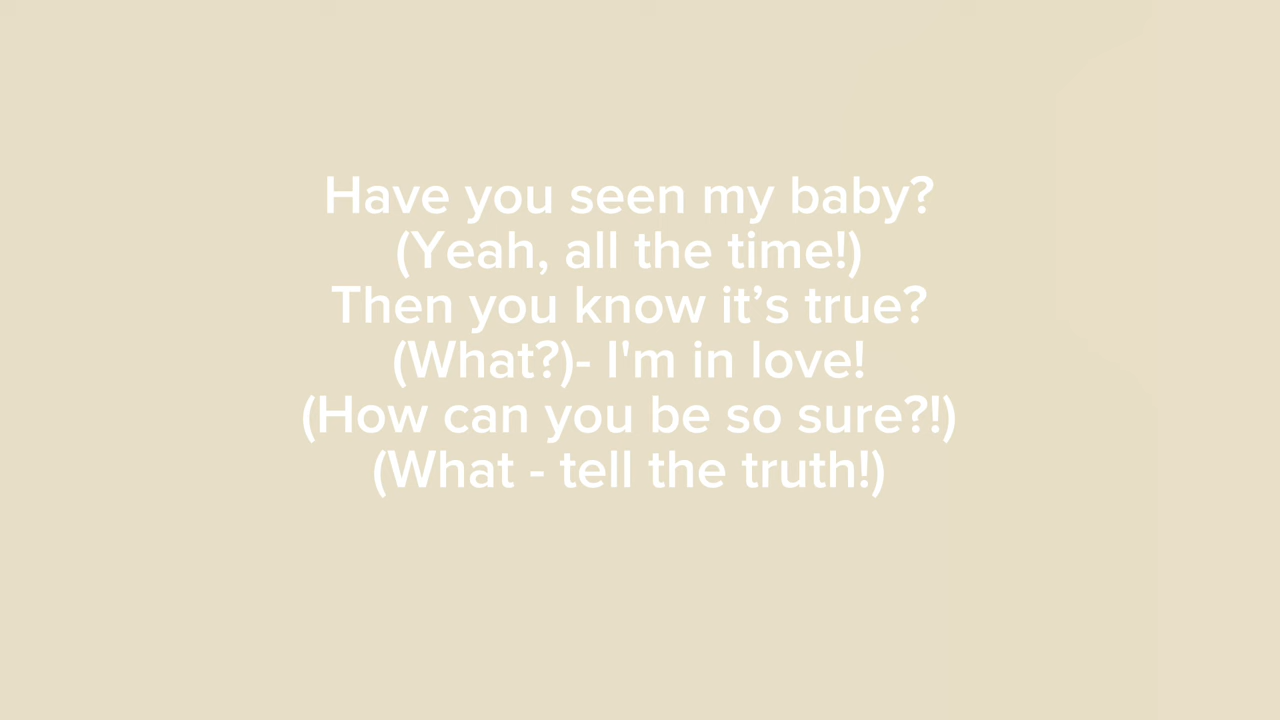 Have you seen my baby?
(Yeah, all the time!)
Then you know it’s true?
(What?)- I'm in love!
(How can you be so sure?!)
(What - tell the truth!)